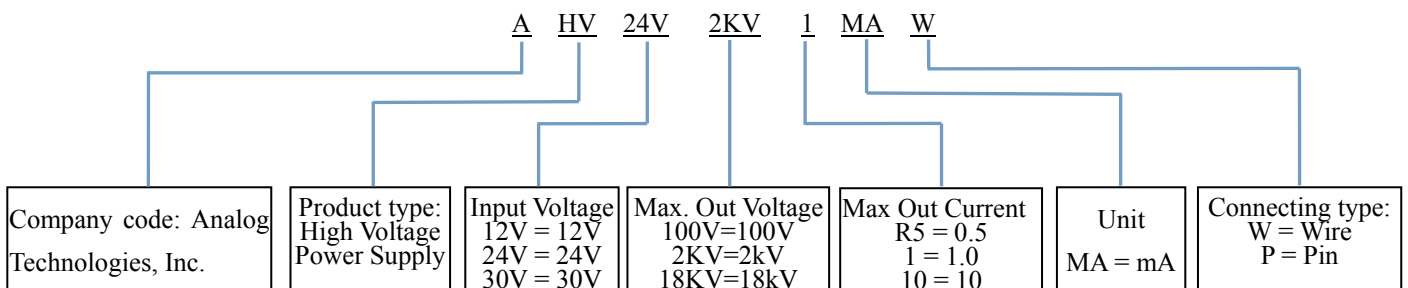 A HV 24V 2KV 1 MA W
Company code: Analog
Technologies, Inc.
Product type:
High Voltage
Power Supply
Input Voltage
12V = 12V
24V = 24V
30V = 30V
Max. Out Voltage
100V=100V
2KV=2kV
18KV=18kV
Max Out Current
R5 = 0.5
1 = 1.0
10 = 10
Unit
MA = mA
Connecting type:
W = Wire
P = Pin